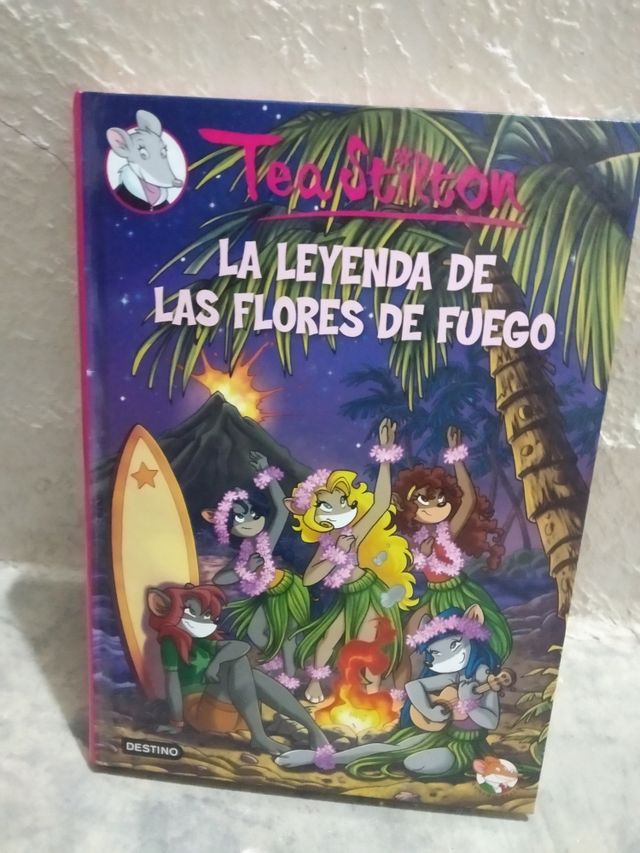 Tea Stilton
LA LEYENDA DE
LAS FLORES DE FUEGO
DESTINO